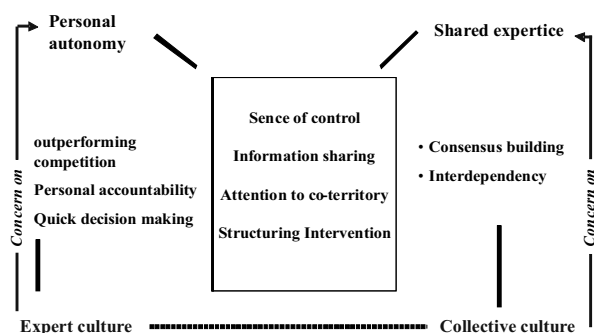 Personal
autonomy
Shared expertice
Concern on
outperforming
competition
Personal accountability
Quick decision making
Sence of control
Information sharing
Attention to co-territory
Structuring Intervention
• Consensus building
• Interdependency
Concern on
Expert culture
Collective culture